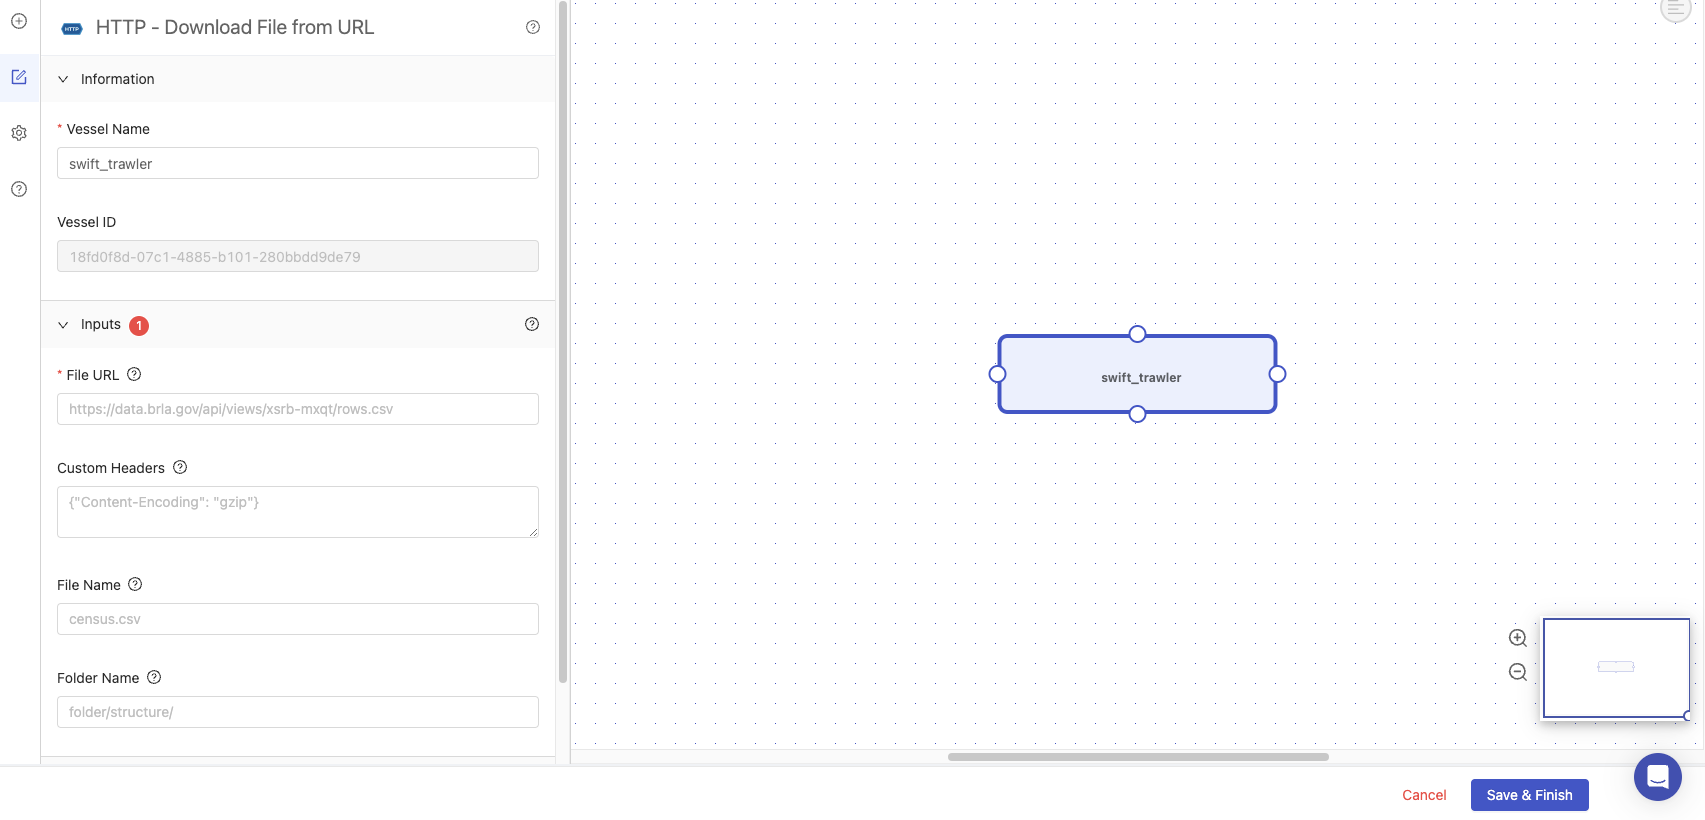 HTTP
HTTP - Download File from URL
Information
* Vessel Name
swift_trawler
Vessel ID
18fd0f8d-07c1-4885-b101-280bbdd9de79
Inputs 1
* File URL
https://data.brla.gov/api/views/xsrb-mxqt/rows.csv
Custom Headers
{"Content-Encoding": "gzip"}
File Name
census.csv
Folder Name
folder/structure/
swift_trawler
Cancel
Save & Finish